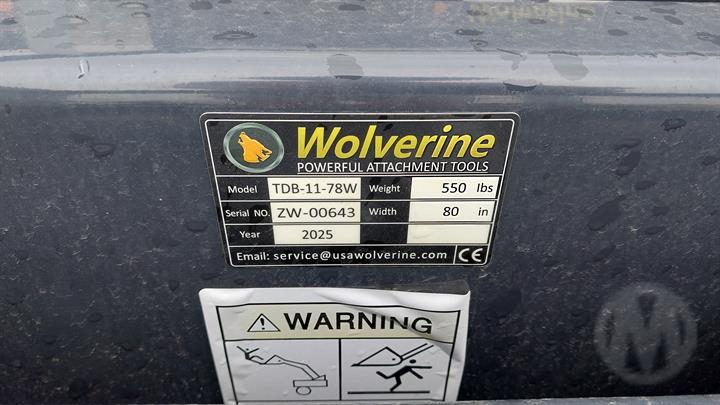 Wolverine
POWERFUL ATTACHMENT TOOLS
Model TDB-11-78W Weight 550 lbs
Serial NO. ZW-00643 Width 80 in
Year 2025
Email: service@usawolverine.com CE
WARNING
M